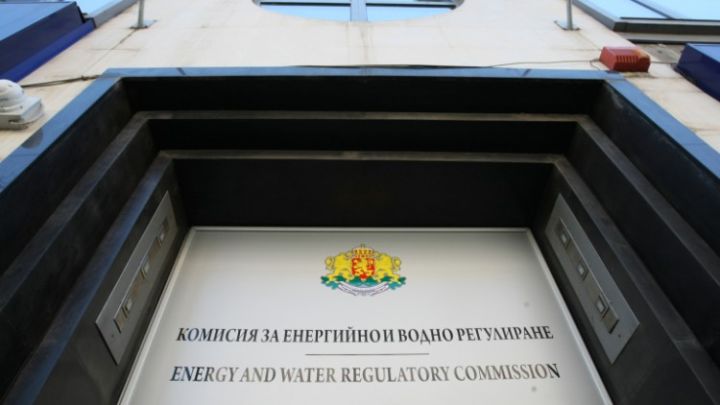 КОМИСИЯ ЗА ЕНЕРГИЙНО И ВОДНО РЕГУЛИРАНЕ
ENERGY AND WATER REGULATORY COMMISSION